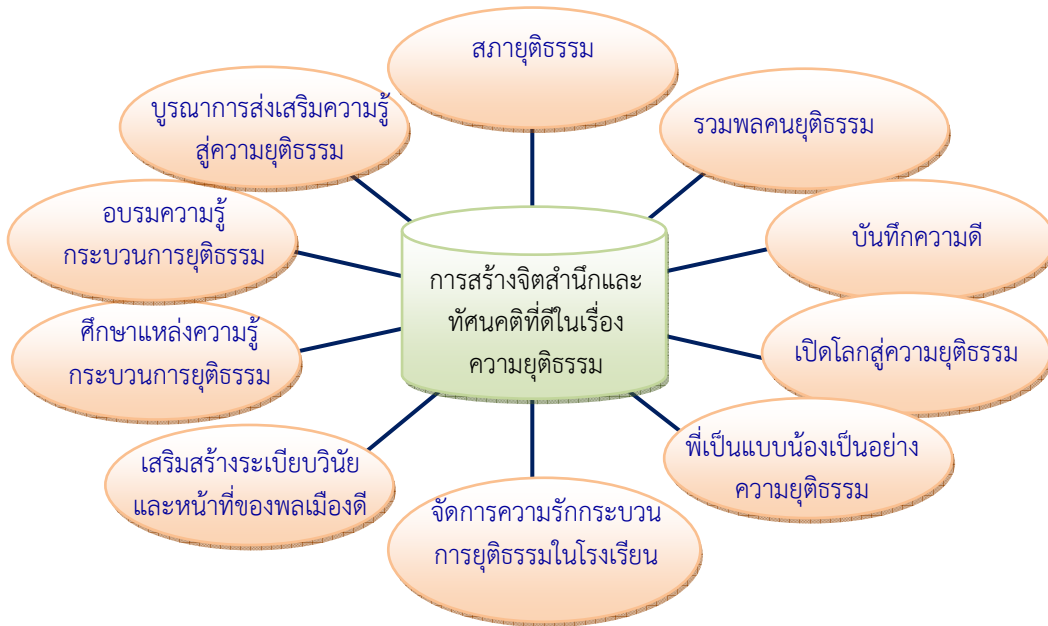 สภายุติธรรม
บูรณาการส่งเสริมความรู้
สู่ความยุติธรรม
รวมพลคนยุติธรรม
อบรมความรู้
กระบวนการยุติธรรม
บันทึกความดี
การสร้างจิตสำนึกและ
ทัศนคติที่ดีในเรื่อง
ความยุติธรรม
ศึกษาแหล่งความรู้
กระบวนการยุติธรรม
เปิดโลกสู่ความยุติธรรม
เสริมสร้างระเบียบวินัย
และหน้าที่ของพลเมืองดี
พี่เป็นแบบน้องเป็นอย่าง
ความยุติธรรม
จัดการความรักกระบวน
การยุติธรรมในโรงเรียน